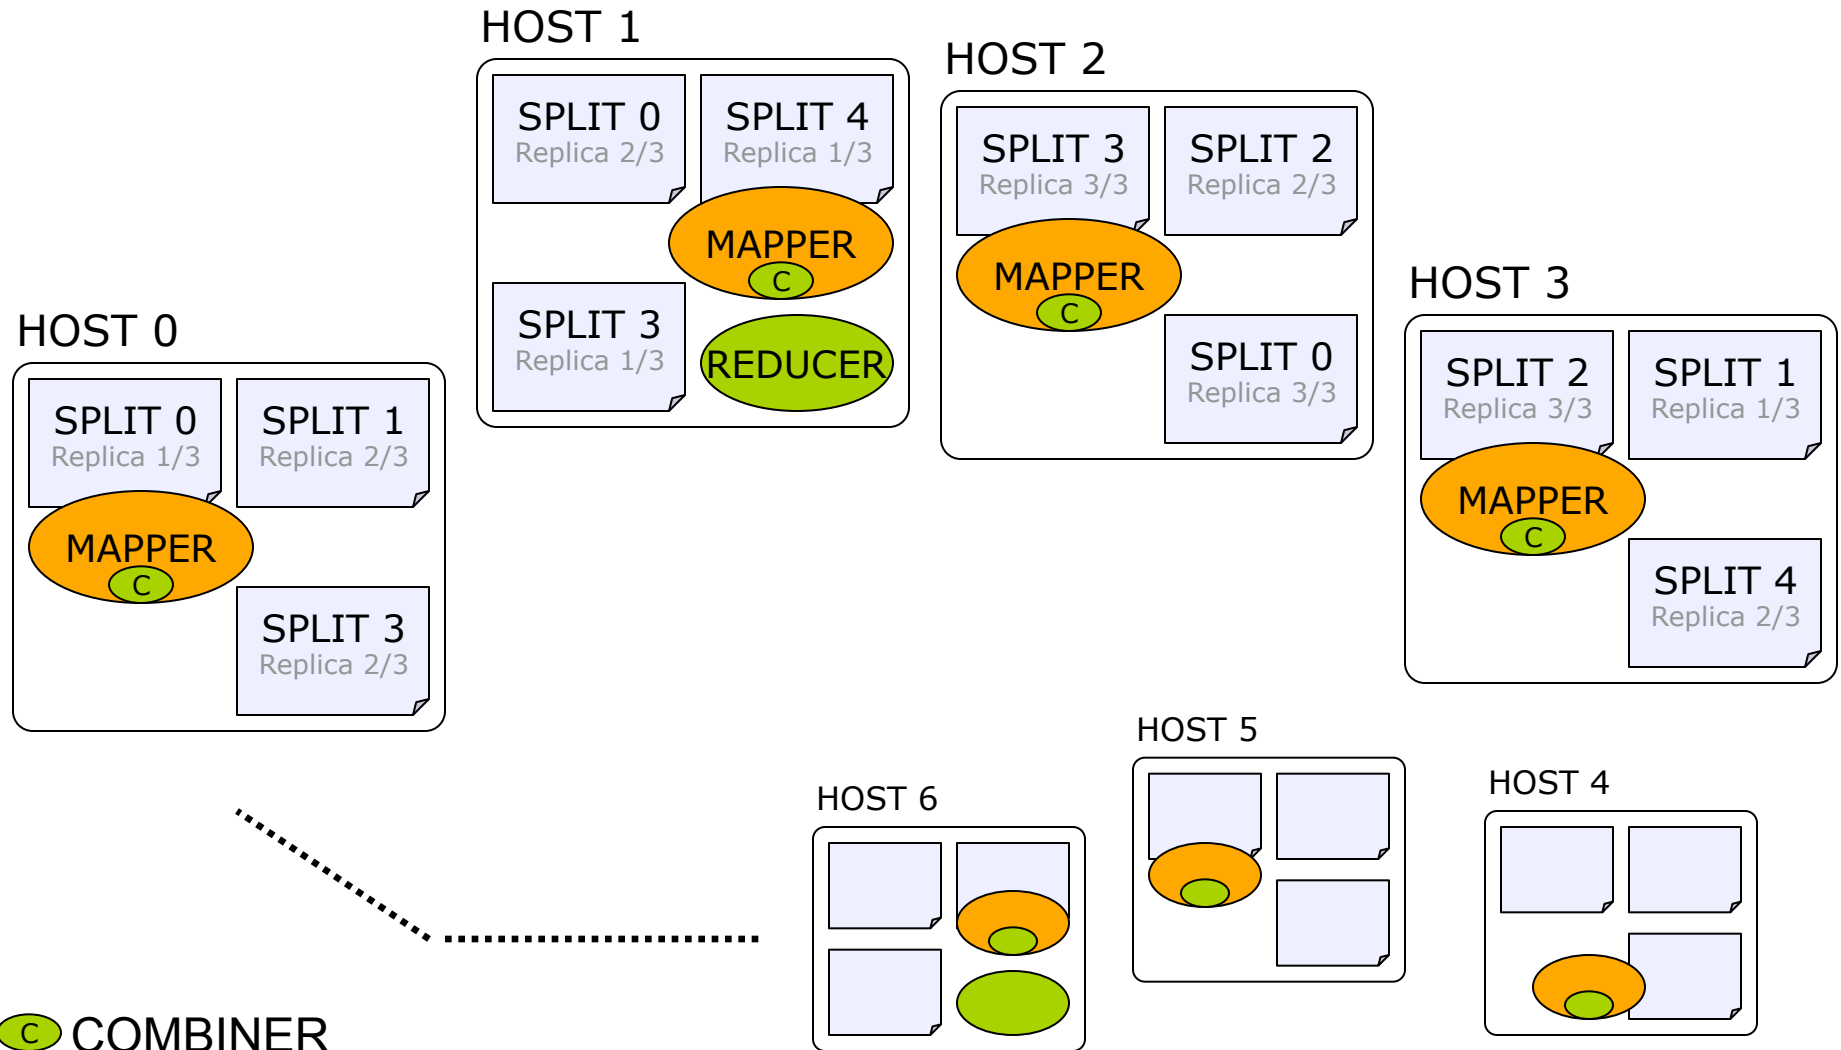 HOST 0
SPLIT 0
Replica 1/3
SPLIT 1
Replica 2/3
MAPPER
C
SPLIT 3
Replica 2/3
HOST 1
SPLIT 0
Replica 2/3
SPLIT 4
Replica 1/3
MAPPER
C
SPLIT 3
Replica 1/3
REDUCER
HOST 2
SPLIT 3
Replica 3/3
SPLIT 2
Replica 2/3
MAPPER
C
SPLIT 0
Replica 3/3
HOST 3
SPLIT 2
Replica 3/3
SPLIT 1
Replica 1/3
MAPPER
C
SPLIT 4
Replica 2/3
HOST 6
HOST 5
HOST 4
C COMBINER